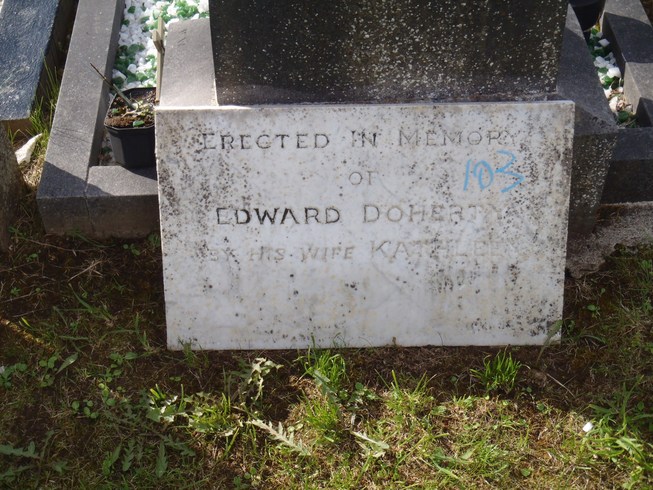 ERECTED IN MEMORY
103
OF
EDWARD DOHERTY
BY HIS WIFE KATHLEEN